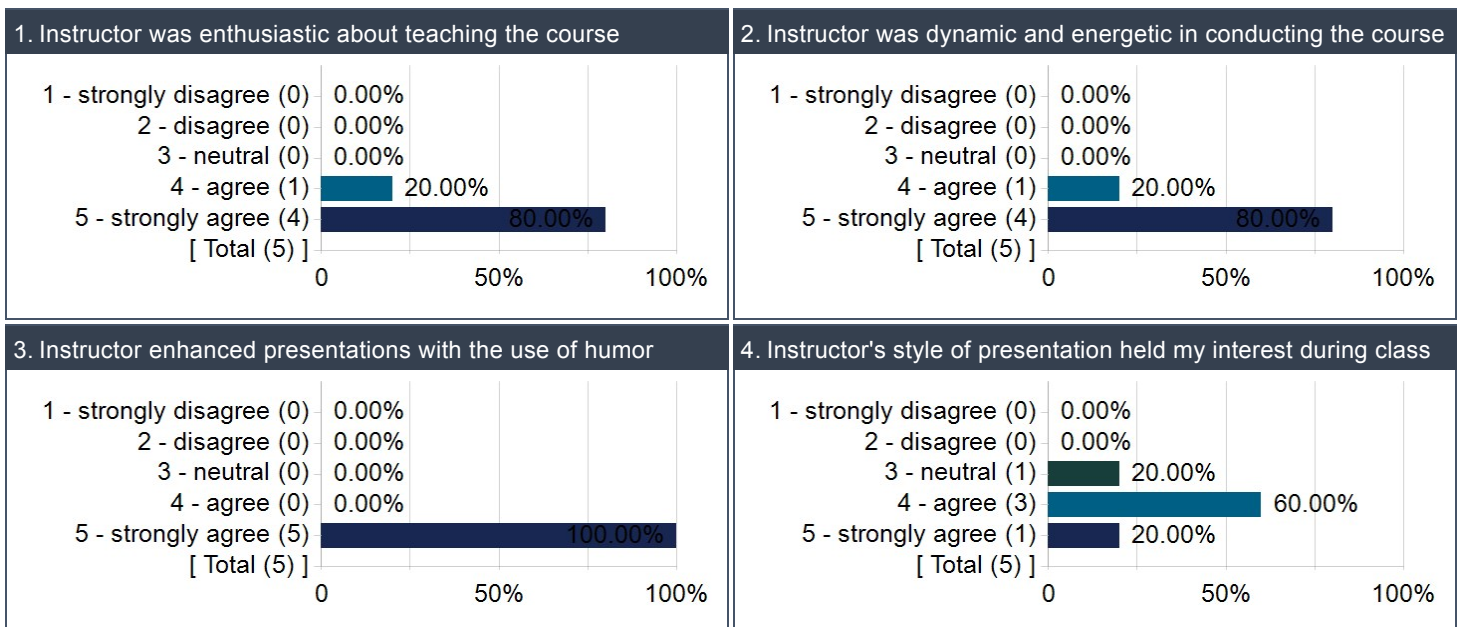 1. Instructor was enthusiastic about teaching the course
1 - strongly disagree (0) 0.00%
2 - disagree (0) 0.00%
3 - neutral (0) 0.00%
4 - agree (1) 20.00%
5 - strongly agree (4) 80.00%
[ Total (5) ]
0 50% 100%
2. Instructor was dynamic and energetic in conducting the course
1 - strongly disagree (0) 0.00%
2 - disagree (0) 0.00%
3 - neutral (0) 0.00%
4 - agree (1) 20.00%
5 - strongly agree (4) 80.00%
[ Total (5) ]
0 50% 100%
3. Instructor enhanced presentations with the use of humor
1 - strongly disagree (0) 0.00%
2 - disagree (0) 0.00%
3 - neutral (0) 0.00%
4 - agree (0) 0.00%
5 - strongly agree (5) 100.00%
[ Total (5) ]
0 50% 100%
4. Instructor's style of presentation held my interest during class
1 - strongly disagree (0) 0.00%
2 - disagree (0) 0.00%
3 - neutral (1) 20.00%
4 - agree (3) 60.00%
5 - strongly agree (1) 20.00%
[ Total (5) ]
0 50% 100%